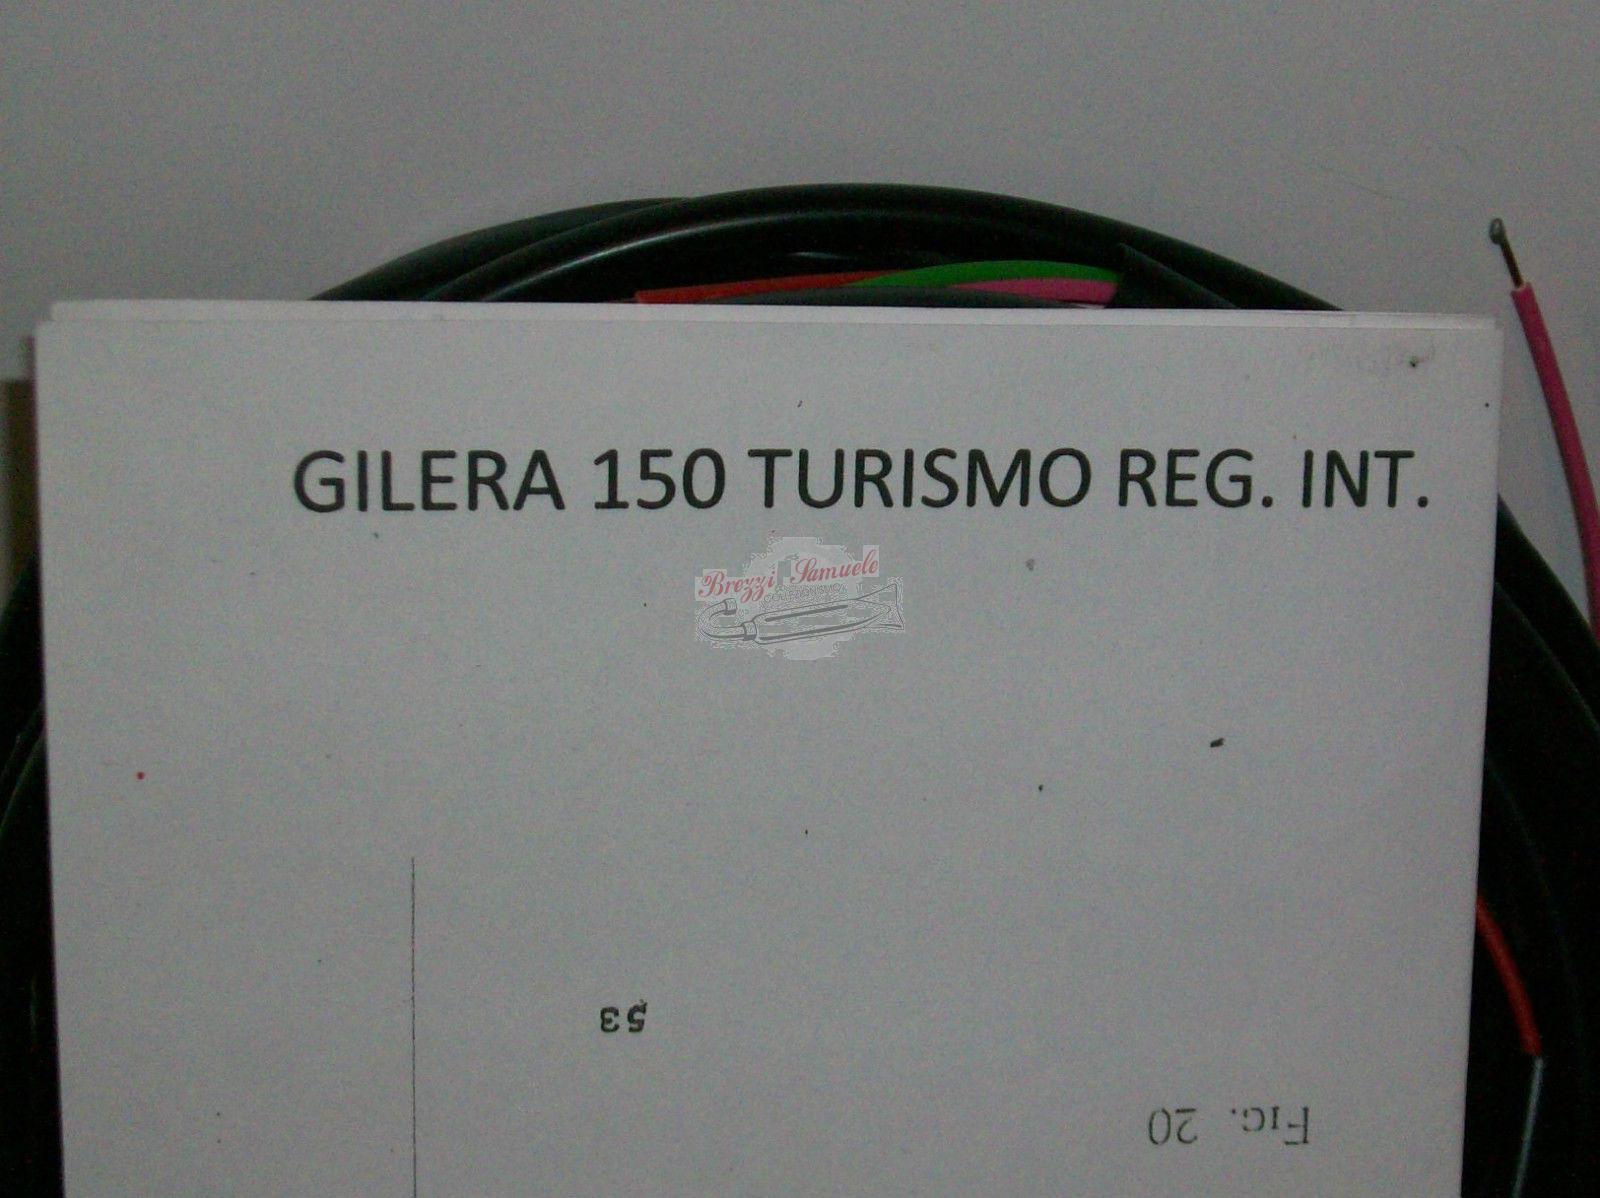 GILERA 150 TURISMO REG. INT.
Brezzi Samuele
53
FIG. 20